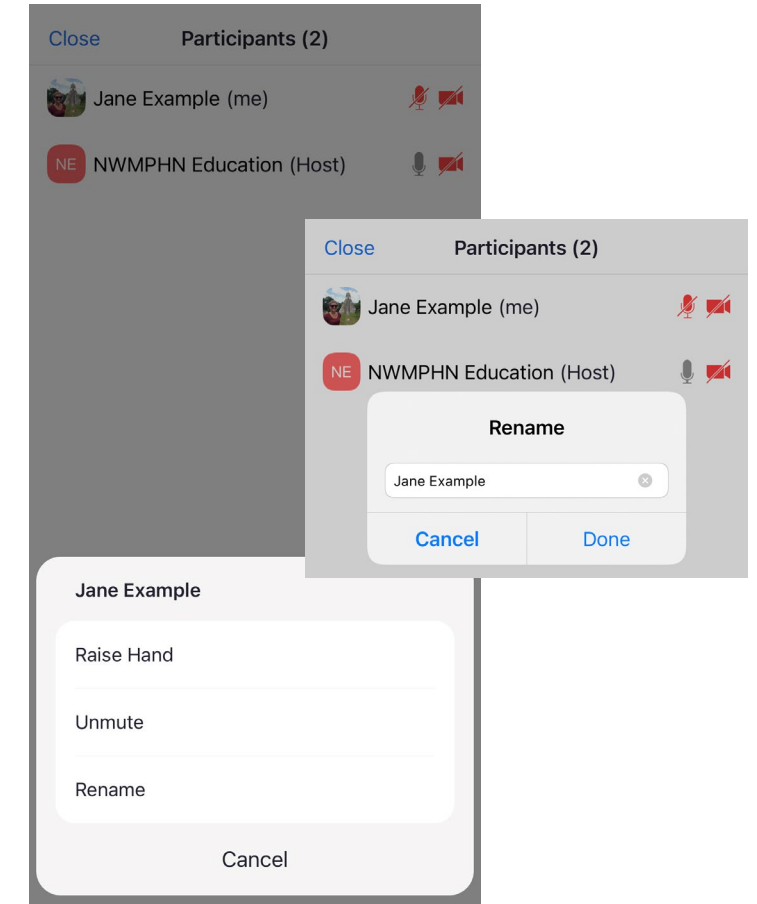 Close Participants (2)
Jane Example (me)
NE NWMPHN Education (Host)
Jane Example
Raise Hand
Unmute
Rename
Cancel
Close Participants (2)
Jane Example (me)
NE NWMPHN Education (Host)
Rename
Jane Example
Cancel Done